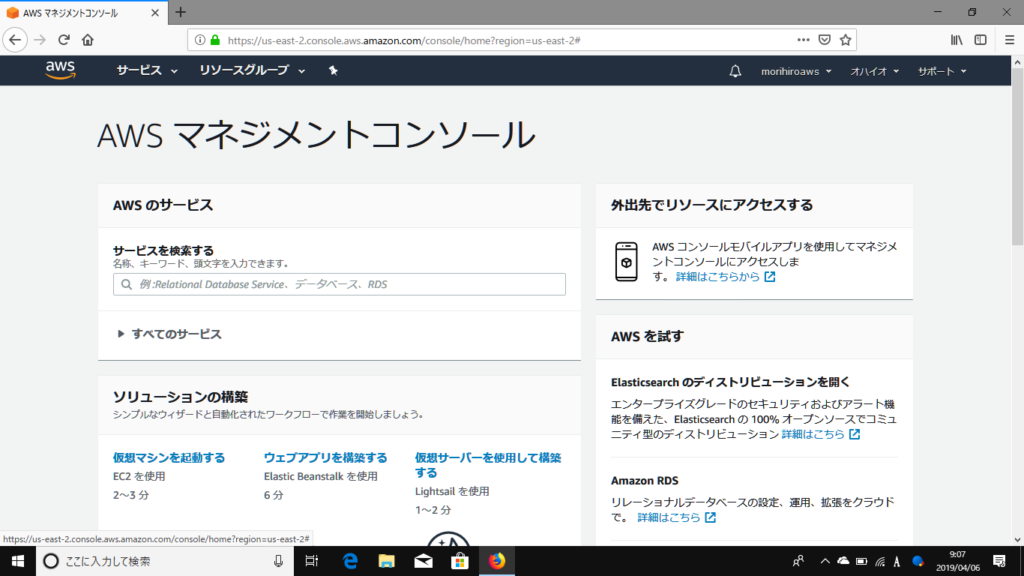 AWS マネジメントコンソール
https://us-east-2.console.aws.amazon.com/console/home?region=us-east-2#
aws
サービス
リソースグループ
morihiroaws
オハイオ
サポート
AWS マネジメントコンソール
AWS のサービス
サービスを検索する
名称、キーワード、頭文字を入力できます。
例 :Relational Database Service、データベース、RDS
すべてのサービス
ソリューションの構築
シンプルなウィザードと自動化されたワークフローで作業を開始しましょう。
仮想マシンを起動する
EC2 を使用
2～3 分
ウェブアプリを構築する
Elastic Beanstalk を使用
6 分
仮想サーバーを使用して構築
する
Lightsail を使用
1～2 分
外出先でリソースにアクセスする
AWS コンソールモバイルアプリを使用してマネジメ
ントコンソールにアクセスしま
す。 詳細はこちらから
AWS を試す
Elasticsearch のディストリビューションを開く
エンタープライズグレードのセキュリティおよびアラート機
能を備えた、Elasticsearch の 100% オープンソースでコミュ
ニティ型のディストリビューション 詳細はこちら
Amazon RDS
リレーショナルデータベースの設定、運用、拡張をクラウド
で。 詳細はこちら
https://us-east-2.console.aws.amazon.com/console/home?region=us-east-2#
ここに入力して検索
A
9:07
2019/04/06